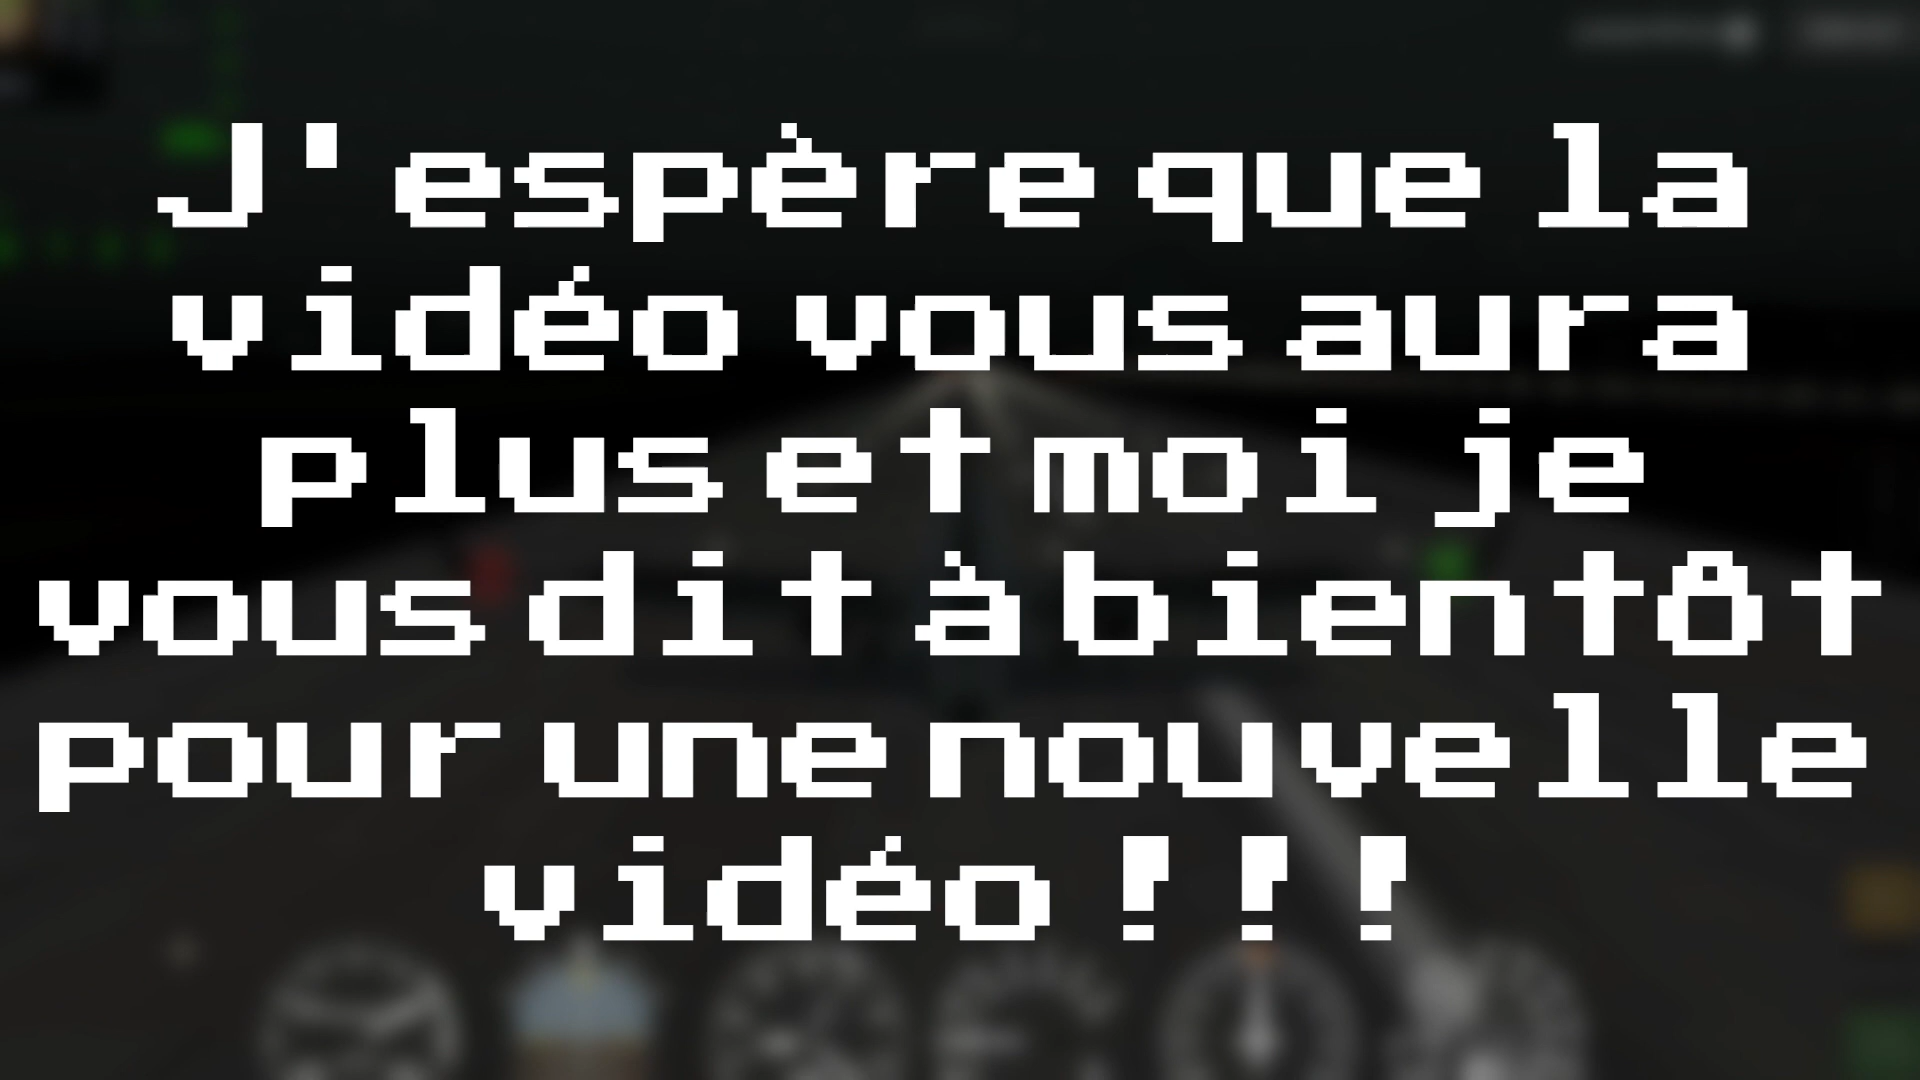 J'espère que la
vidéo vous aura
plus et moi je
vous dit à bientôt
pour une nouvelle
vidéo !!!